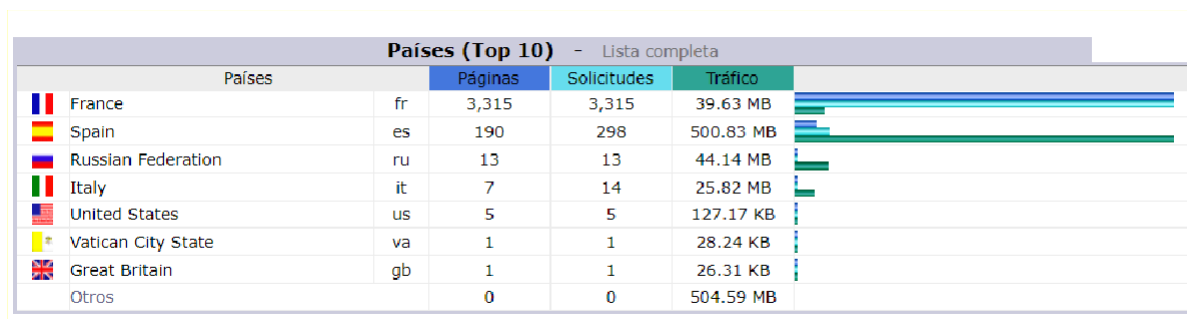 Países (Top 10) - Lista completa
Países Páginas Solicitudes Tráfico
France fr 3,315 3,315 39.63 MB
Spain es 190 298 500.83 MB
Russian Federation ru 13 13 44.14 MB
Italy it 7 14 25.82 MB
United States us 5 5 127.17 KB
Vatican City State va 1 1 28.24 KB
Great Britain gb 1 1 26.31 KB
Otros 0 0 504.59 MB